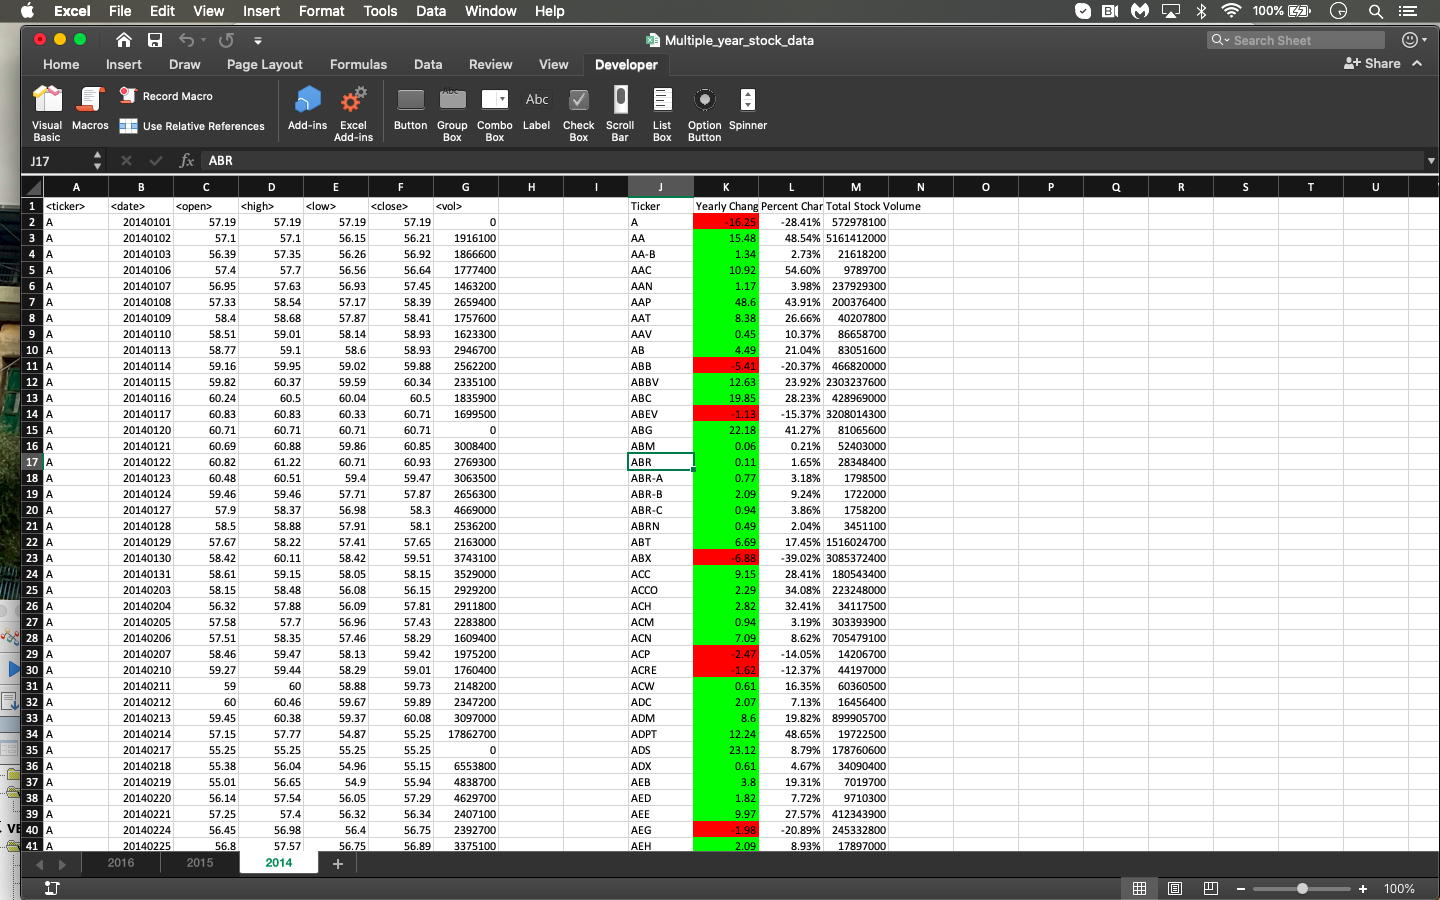 Excel File Edit View Insert Format Tools Data Window Help 100%
Multiple_year_stock_data Search Sheet
Home Insert Draw Page Layout Formulas Data Review View Developer Share
Visual Basic Macros Record Macro Use Relative References Add-ins Excel Add-ins Button Group Box Combo Box Label Check Box Scroll Bar List Box Option Button Spinner
Abc Abc
J17 fx ABR
A B C D E F G H I J K L M N O P Q R S T U
1 <ticker> <date> <open> <high> <low> <close> <vol> Ticker Yearly Chang Percent Char Total Stock Volume
2 A 20140101 57.19 57.19 57.19 57.19 0 A -16.25 -28.41% 572978100
3 A 20140102 57.1 57.1 56.15 56.21 1916100 AA 15.48 48.54% 5161412000
4 A 20140103 56.39 57.35 56.26 56.92 1866600 AA-B 1.34 2.73% 21618200
5 A 20140106 57.4 57.7 56.56 56.64 1777400 AAC 10.92 54.60% 9789700
6 A 20140107 56.95 57.63 56.93 57.45 1463200 AAN 1.17 3.98% 237929300
7 A 20140108 57.33 58.54 57.17 58.39 2659400 AAP 48.6 43.91% 200376400
8 A 20140109 58.4 58.68 57.87 58.41 1757600 AAT 8.38 26.66% 40207800
9 A 20140110 58.51 59.01 58.14 58.93 1623300 AAV 0.45 10.37% 86658700
10 A 20140113 58.77 59.1 58.6 58.93 2946700 AB 4.49 21.04% 83051600
11 A 20140114 59.16 59.95 59.02 59.88 2562200 ABB -5.41 -20.37% 466820000
12 A 20140115 59.82 60.37 59.59 60.34 2335100 ABBV 12.63 23.92% 2303237600
13 A 20140116 60.24 60.5 60.04 60.5 1835900 ABC 19.85 28.23% 428969000
14 A 20140117 60.83 60.83 60.33 60.71 1699500 ABEV -1.13 -15.37% 3208014300
15 A 20140120 60.71 60.71 60.71 60.71 0 ABG 22.18 41.27% 81065600
16 A 20140121 60.69 60.88 59.86 60.85 3008400 ABM 0.06 0.21% 52403000
17 A 20140122 60.82 61.22 60.71 60.93 2769300 ABR 0.11 1.65% 28348400
18 A 20140123 60.48 60.51 59.4 59.47 3063500 ABR-A 0.77 3.18% 1798500
19 A 20140124 59.46 59.46 57.71 57.87 2656300 ABR-B 2.09 9.24% 1722000
20 A 20140127 57.9 58.37 56.98 58.3 4669000 ABR-C 0.94 3.86% 1758200
21 A 20140128 58.5 58.88 57.91 58.1 2536200 ABRN 0.49 2.04% 3451100
22 A 20140129 57.67 58.22 57.41 57.65 2163000 ABT 6.69 17.45% 1516024700
23 A 20140130 58.42 60.11 58.42 59.51 3743100 ABX -6.88 -39.02% 3085372400
24 A 20140131 58.61 59.15 58.05 58.15 3529000 ACC 9.15 28.41% 180543400
25 A 20140203 58.15 58.48 56.08 56.15 2929200 ACCO 2.29 34.08% 223248000
26 A 20140204 56.32 57.88 56.09 57.81 2911800 ACH 2.82 32.41% 34117500
27 A 20140205 57.58 57.7 56.96 57.43 2283800 ACM 0.94 3.19% 303393900
28 A 20140206 57.51 58.35 57.46 58.29 1609400 ACN 7.09 8.62% 705479100
29 A 20140207 58.46 59.47 58.13 59.42 1975200 ACP -2.47 -14.05% 14206700
30 A 20140210 59.27 59.44 58.29 59.01 1760400 ACRE -1.62 -12.37% 44197000
31 A 20140211 59 60 58.88 59.73 2148200 ACW 0.61 16.35% 60360500
32 A 20140212 60 60.46 59.67 59.89 2347200 ADC 2.07 7.13% 16456400
33 A 20140213 59.45 60.38 59.37 60.08 3097000 ADM 8.6 19.82% 899905700
34 A 20140214 57.15 57.77 54.87 55.25 17862700 ADPT 12.24 48.65% 19722500
35 A 20140217 55.25 55.25 55.25 55.25 0 ADS 23.12 8.79% 178760600
36 A 20140218 55.38 56.04 54.96 55.15 6553800 ADX 0.61 4.67% 34090400
37 A 20140219 55.01 56.65 54.9 55.94 4838700 AEB 3.8 19.31% 7019700
38 A 20140220 56.14 57.54 56.05 57.29 4629700 AED 1.82 7.72% 9710300
39 A 20140221 57.25 57.4 56.32 56.34 2407100 AEE 9.97 27.57% 412343900
40 A 20140224 56.45 56.98 56.4 56.75 2392700 AEG -1.98 -20.89% 245332800
41 A 20140225 56.8 57.57 56.75 56.89 3375100 AEH 2.09 8.93% 17897000
2016 2015 2014 +
100%